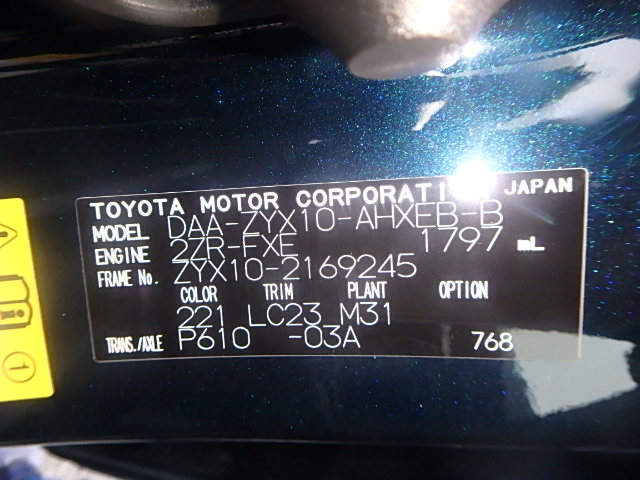 TOYOTA MOTOR CORPORATI JAPAN
MODEL DAA-ZYX10-AHXEB-B
ENGINE 2ZR-FXE 1797 mL
FRAME No. ZYX10-2169245
COLOR TRIM PLANT OPTION
221 LC23 M31
TRANS./AXLE P610 -03A 768
1